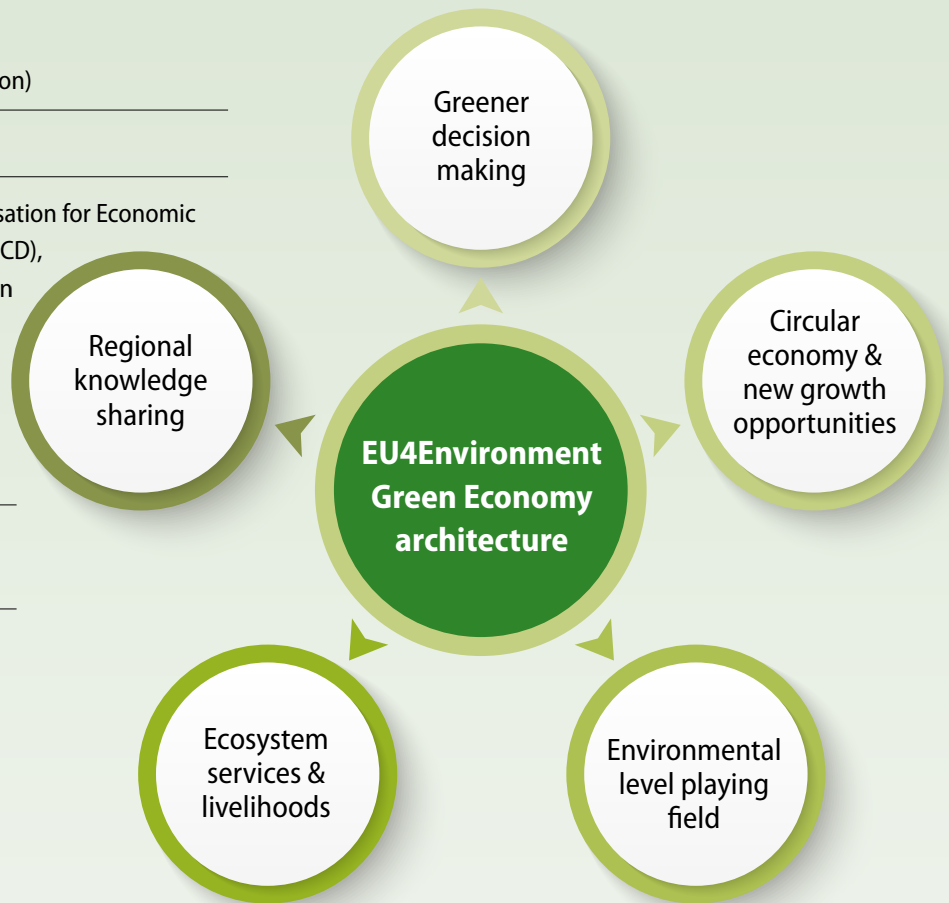 on)
sation for Economic
CD),
n
Greener
decision
making
Regional
knowledge
sharing
Circular
economy &
new growth
opportunities
EU4Environment
Green Economy
architecture
Ecosystem
services &
livelihoods
Environmental
level playing
field